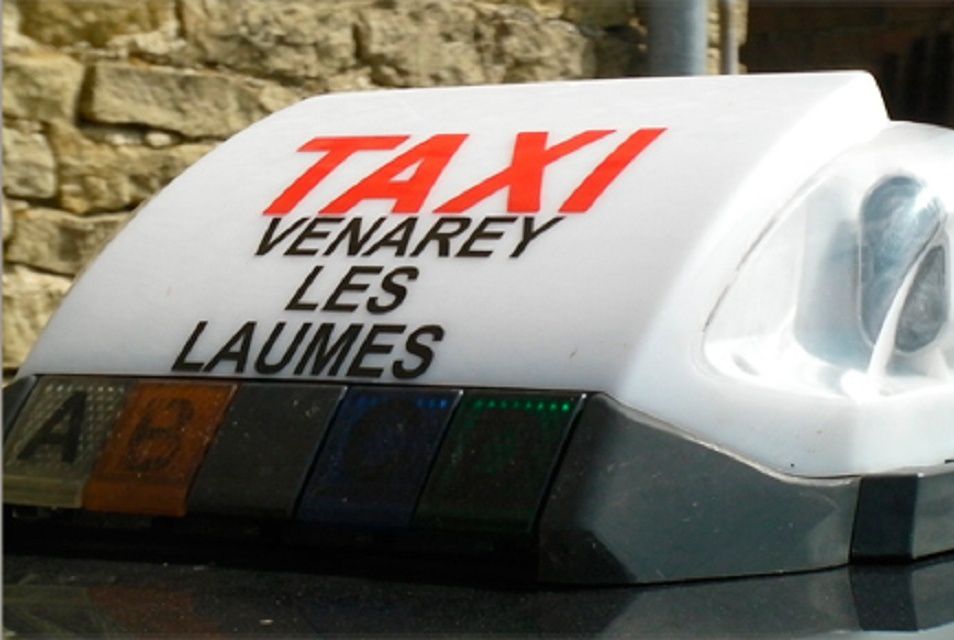 TAXI
VENAREY
LES
LAUMES
A B